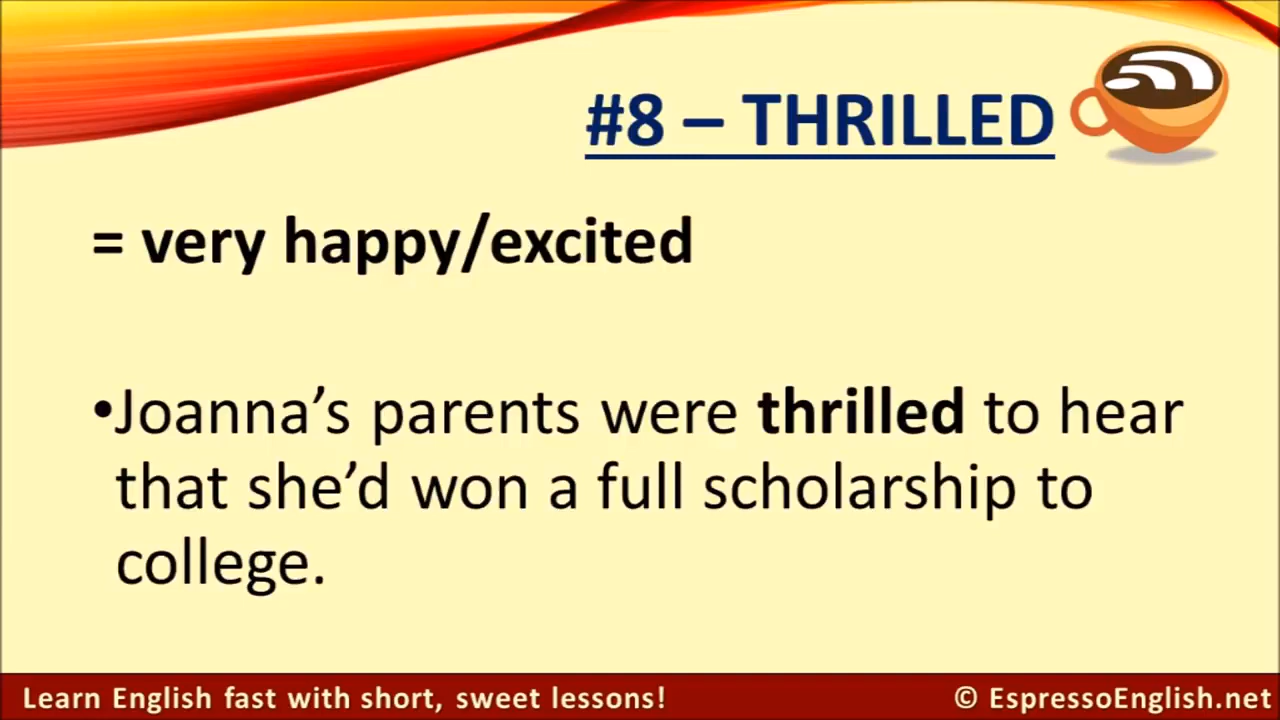 #8 – THRILLED
= very happy/excited
•Joanna’s parents were thrilled to hear
that she’d won a full scholarship to
college.
Learn English fast with short, sweet lessons!
© EspressoEnglish.net